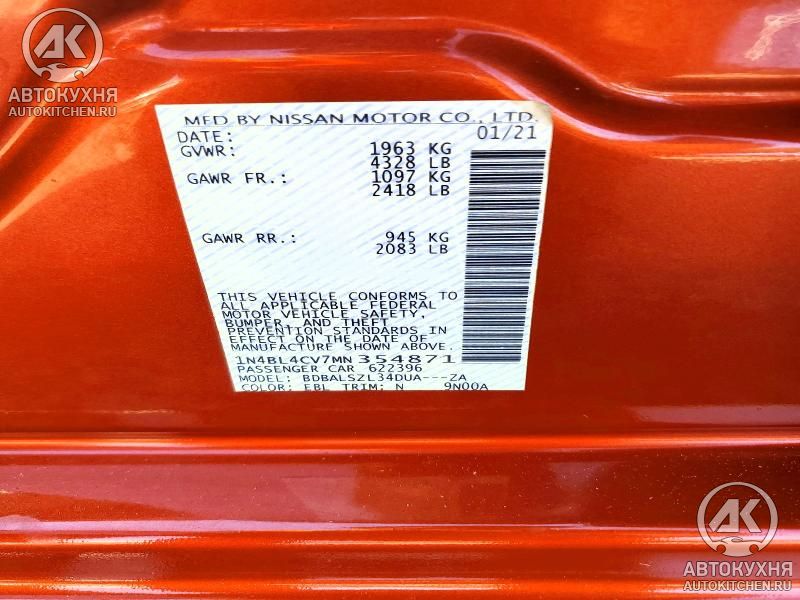 AK
АВТОКУХНЯ
AUTOKITCHEN.RU
MFD BY NISSAN MOTOR CO., LTD.
DATE: 01/21
GVWR: 1963 KG
4328 LB
GAWR FR.: 1097 KG
2418 LB
GAWR RR.: 945 KG
2083 LB
THIS VEHICLE CONFORMS TO
ALL APPLICABLE FEDERAL
MOTOR VEHICLE SAFETY,
BUMPER, AND THEFT
PREVENTION STANDARDS IN
EFFECT ON THE DATE OF
MANUFACTURE SHOWN ABOVE.
1N4BL4CV7MN354871
PASSENGER CAR 622396
MODEL: BDBALSZL34DUA---ZA
COLOR: EBL TRIM: N 9N00A
AK
АВТОКУХНЯ
AUTOKITCHEN.RU